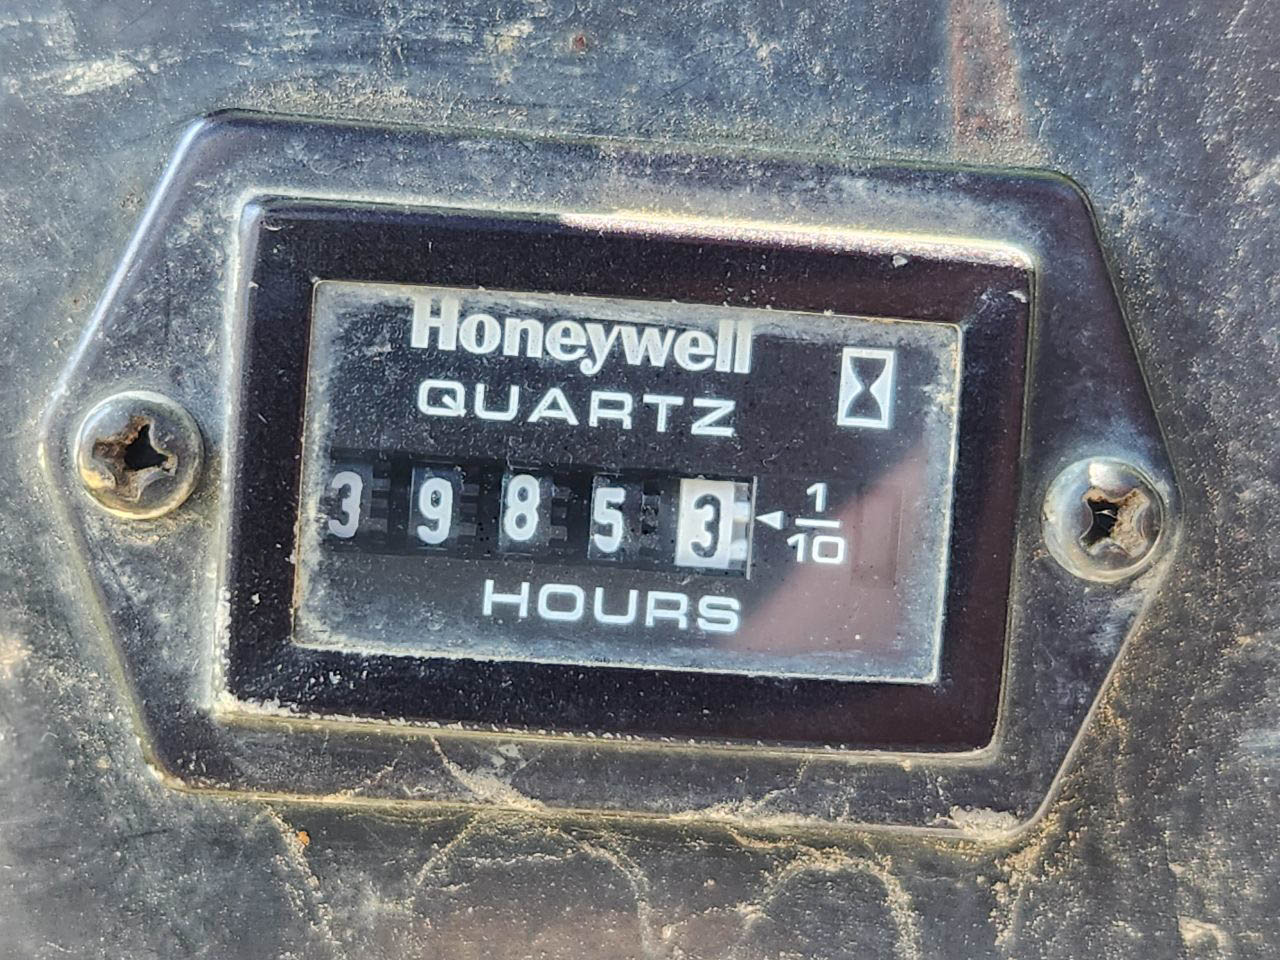 Honeywell
QUARTZ
3 9 8 5 3 1/10
HOURS